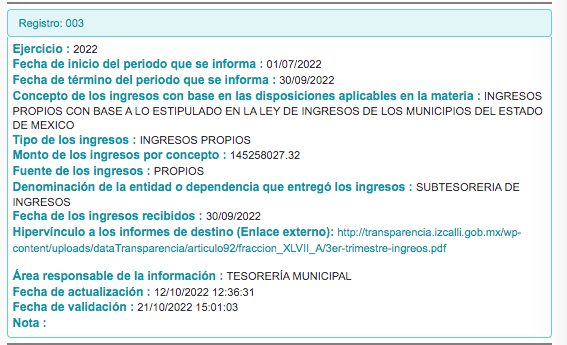 Registro: 003
Ejercicio : 2022
Fecha de inicio del periodo que se informa : 01/07/2022
Fecha de término del periodo que se informa : 30/09/2022
Concepto de los ingresos con base en las disposiciones aplicables en la materia : INGRESOS
PROPIOS CON BASE A LO ESTIPULADO EN LA LEY DE INGRESOS DE LOS MUNICIPIOS DEL ESTADO
DE MEXICO
Tipo de los ingresos : INGRESOS PROPIOS
Monto de los ingresos por concepto : 145258027.32
Fuente de los ingresos : PROPIOS
Denominación de la entidad o dependencia que entregó los ingresos : SUBTESORERIA DE
INGRESOS
Fecha de los ingresos recibidos : 30/09/2022
Hipervínculo a los informes de destino (Enlace externo): http://transparencia.izcalli.gob.mx/wp-
content/uploads/dataTransparencia/articulo92/fraccion_XLVII_A/3er-trimestre-ingreos.pdf
Área responsable de la información : TESORERÍA MUNICIPAL
Fecha de actualización : 12/10/2022 12:36:31
Fecha de validación : 21/10/2022 15:01:03
Nota :